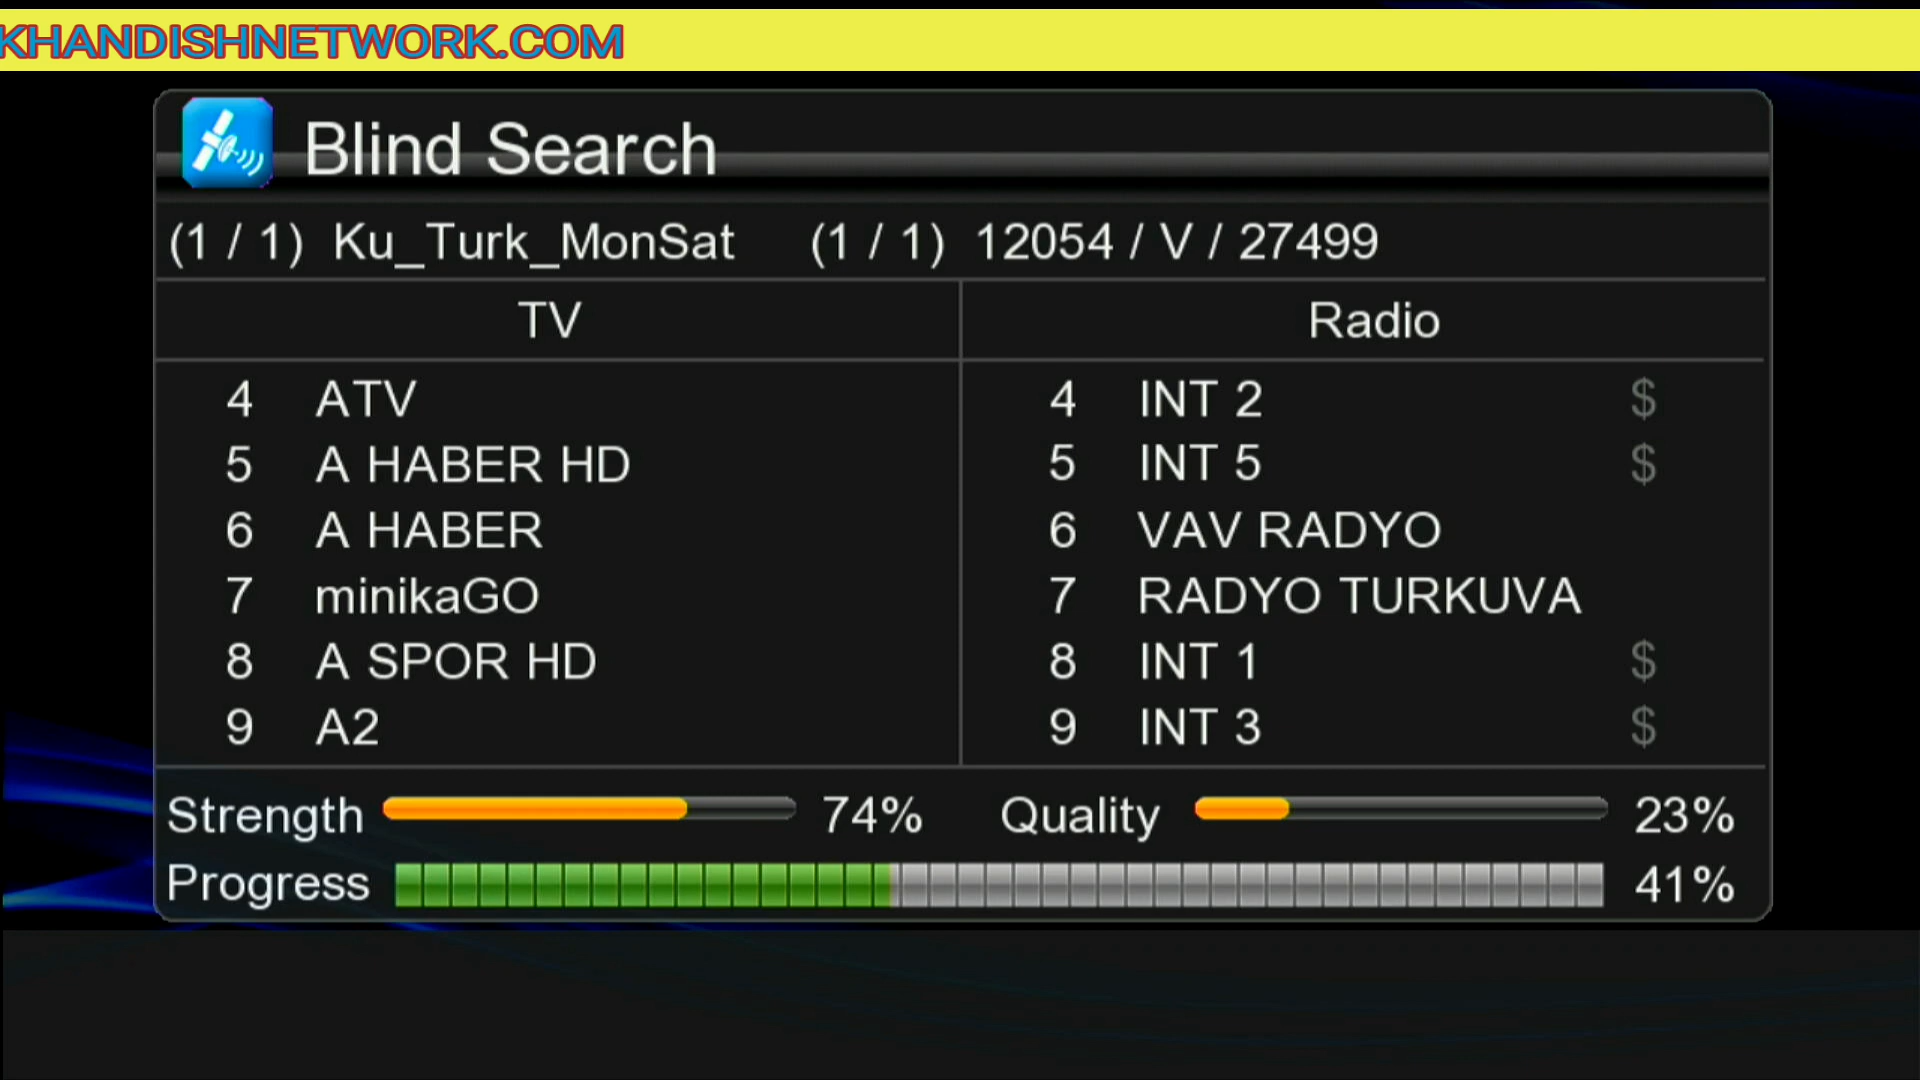 KHANDISHNETWORK.COM
Blind Search
(1 / 1) Ku_Turk_MonSat (1 / 1) 12054 / V / 27499
TV Radio
4 ATV 4 INT 2 $
5 A HABER HD 5 INT 5 $
6 A HABER 6 VAV RADYO
7 minikaGO 7 RADYO TURKUVA
8 A SPOR HD 8 INT 1 $
9 A2 9 INT 3 $
Strength 74% Quality 23%
Progress 41%